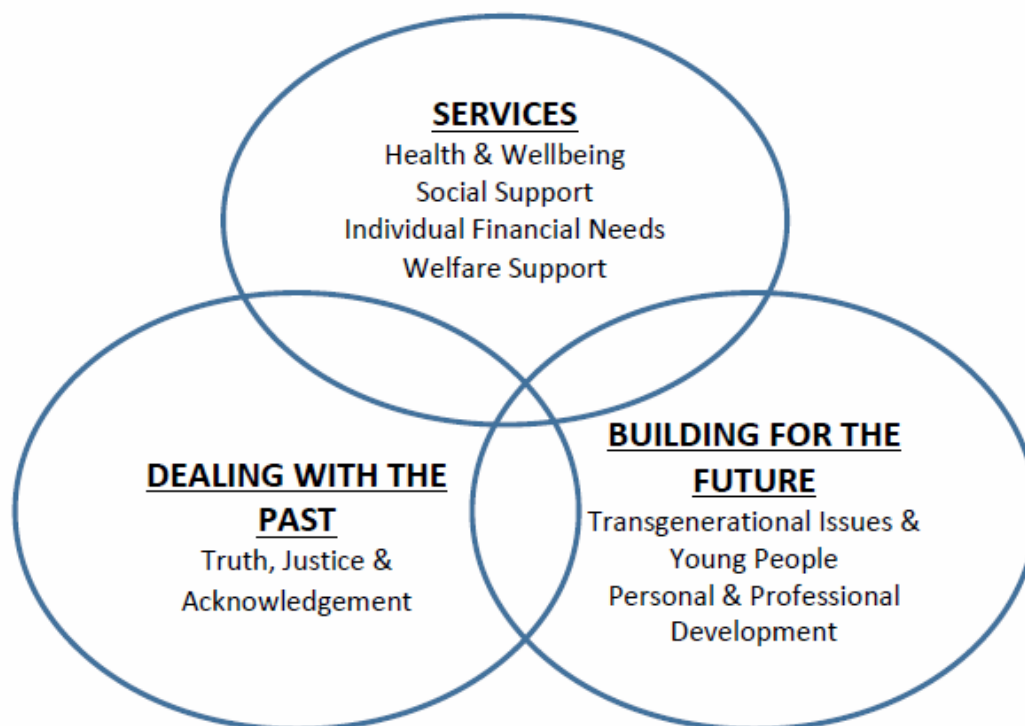 SERVICES
Health & Wellbeing
Social Support
Individual Financial Needs
Welfare Support
DEALING WITH THE
PAST
Truth, Justice &
Acknowledgement
BUILDING FOR THE
FUTURE
Transgenerational Issues &
Young People
Personal & Professional
Development